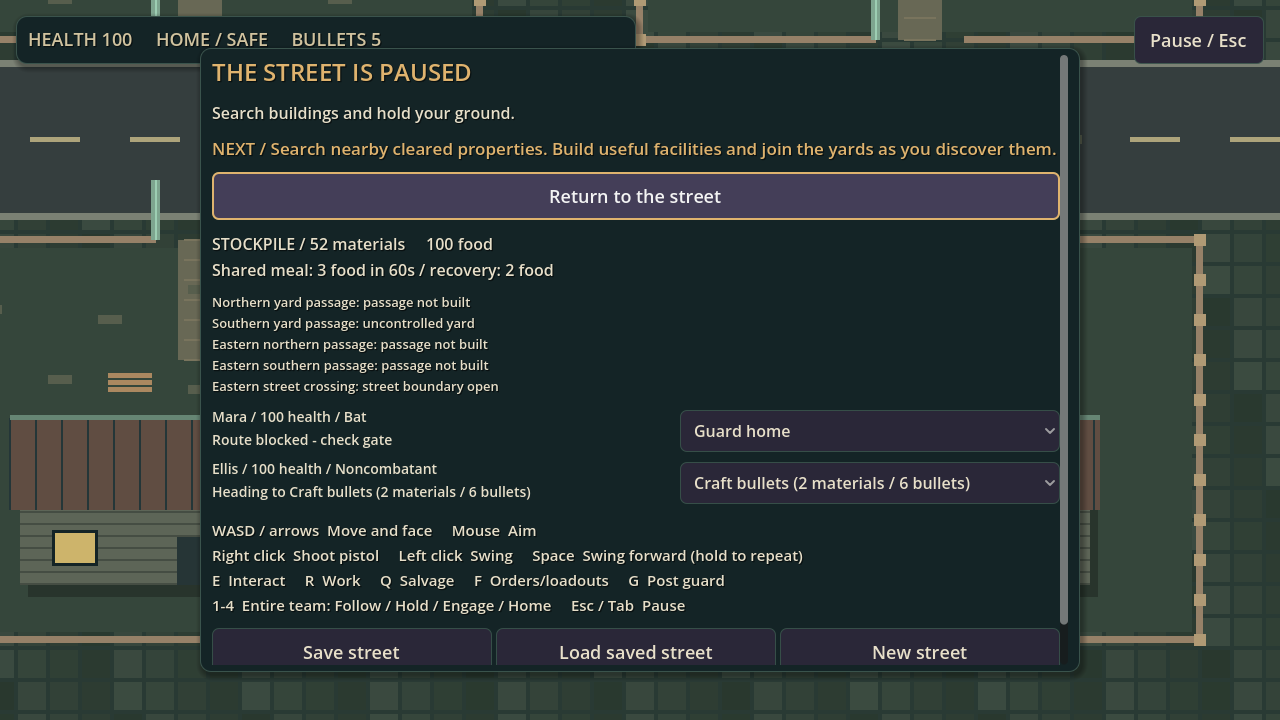 HEALTH 100 HOME / SAFE BULLETS 5
Pause / Esc
THE STREET IS PAUSED
Search buildings and hold your ground.
NEXT / Search nearby cleared properties. Build useful facilities and join the yards as you discover them.
Return to the street
STOCKPILE / 52 materials 100 food
Shared meal: 3 food in 60s / recovery: 2 food
Northern yard passage: passage not built
Southern yard passage: uncontrolled yard
Eastern northern passage: passage not built
Eastern southern passage: passage not built
Eastern street crossing: street boundary open
Mara / 100 health / Bat
Route blocked - check gate
Guard home
Ellis / 100 health / Noncombatant
Heading to Craft bullets (2 materials / 6 bullets)
Craft bullets (2 materials / 6 bullets)
WASD / arrows Move and face Mouse Aim
Right click Shoot pistol Left click Swing Space Swing forward (hold to repeat)
E Interact R Work Q Salvage F Orders/loadouts G Post guard
1-4 Entire team: Follow / Hold / Engage / Home Esc / Tab Pause
Save street Load saved street New street